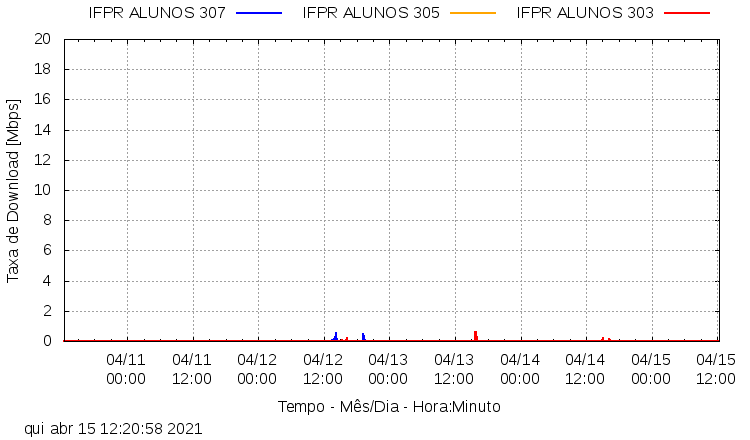 IFPR ALUNOS 307 IFPR ALUNOS 305 IFPR ALUNOS 303
20
18
16
14
12
10
8
6
4
2
0
Taxa de Download [Mbps]
04/11 04/11 04/12 04/12 04/13 04/13 04/14 04/14 04/15 04/15
00:00 12:00 00:00 12:00 00:00 12:00 00:00 12:00 00:00 12:00
Tempo - Mês/Dia - Hora:Minuto
qui abr 15 12:20:58 2021